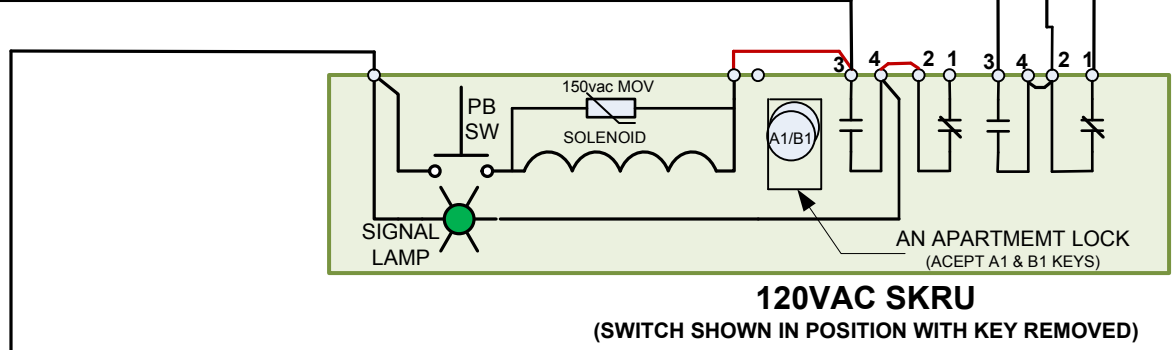 3 4 2 1 3 4 2 1
150vac MOV
PB
SW
SOLENOID
A1/B1
SIGNAL
LAMP
AN APARTMEMT LOCK
(ACEPT A1 & B1 KEYS)
120VAC SKRU
(SWITCH SHOWN IN POSITION WITH KEY REMOVED)